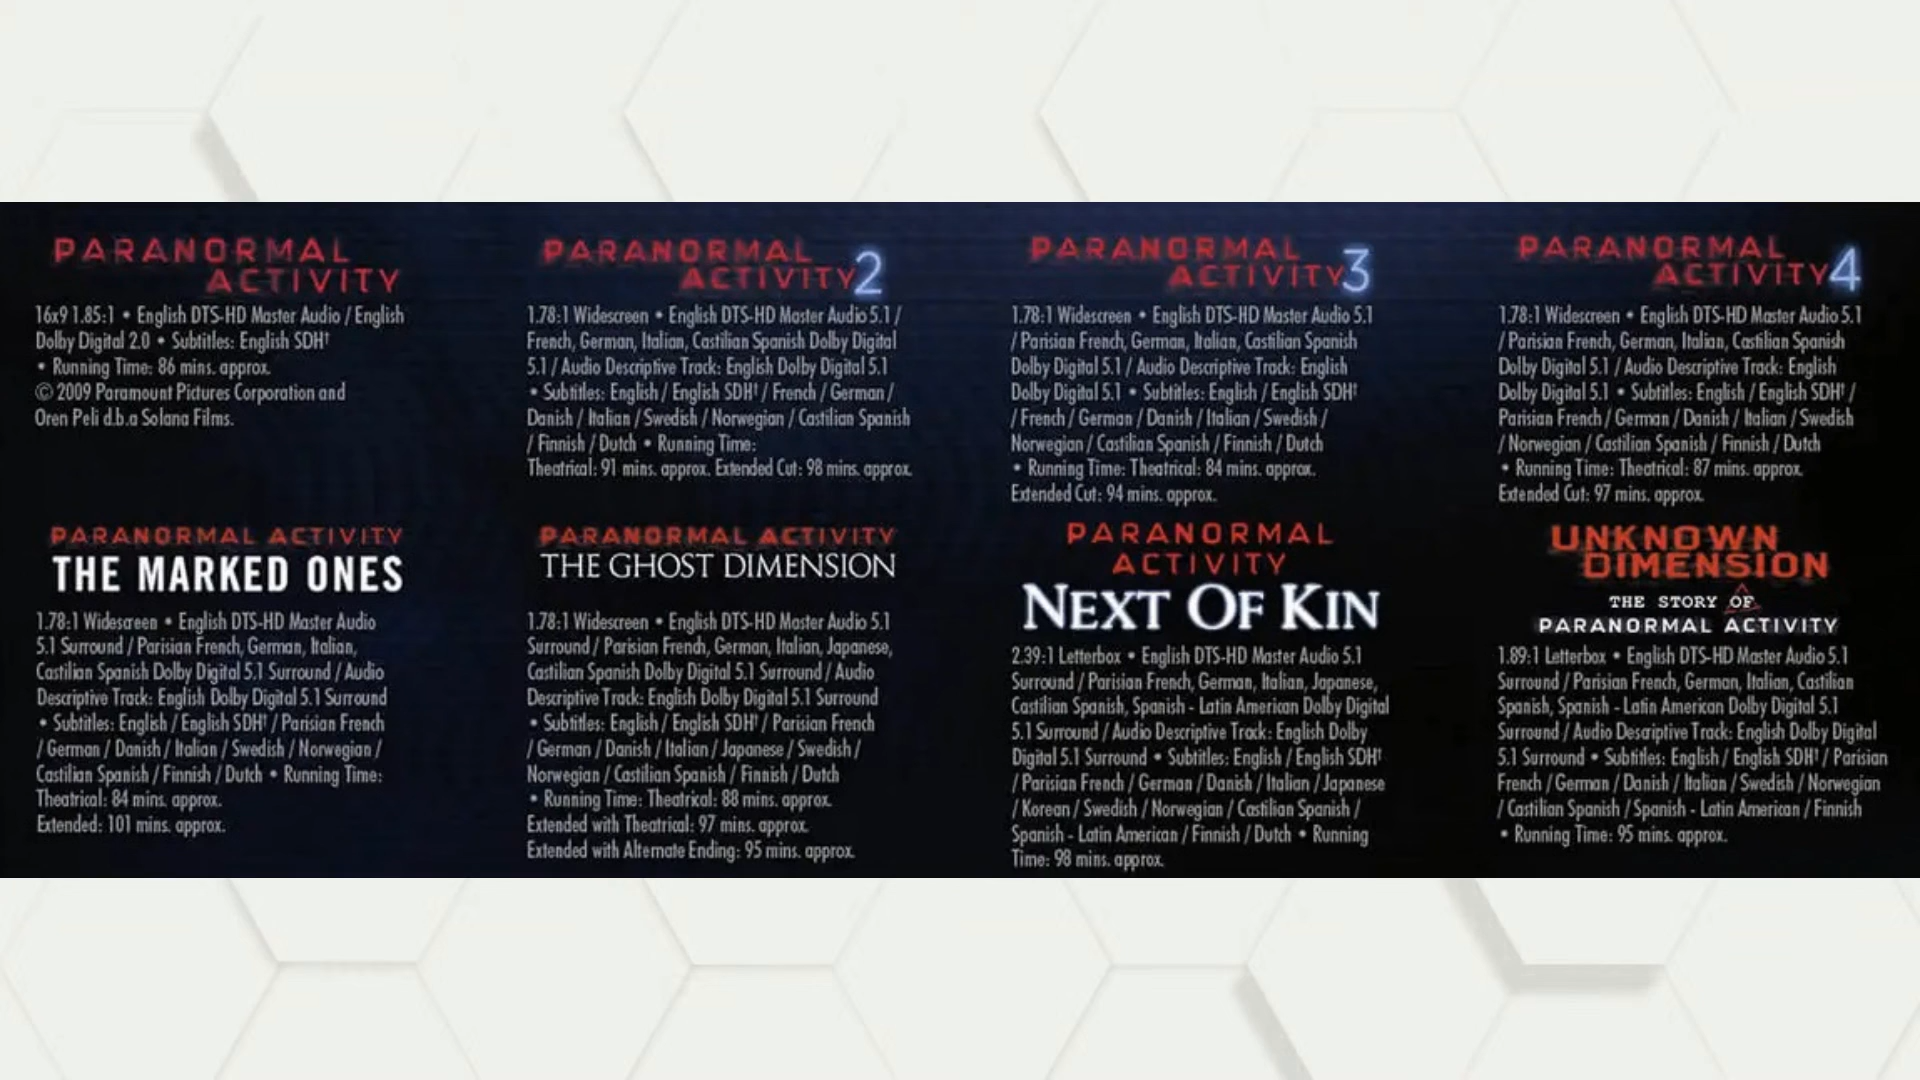 PARANORMAL
ACTIVITY
16x9 1.85:1 • English DTS-HD Master Audio / English
Dolby Digital 2.0 • Subtitles: English SDH†
• Running Time: 86 mins. approx.
© 2009 Paramount Pictures Corporation and
Oren Peli d.b.a Solana Films.
PARANORMAL
ACTIVITY 2
1.78:1 Widescreen • English DTS-HD Master Audio 5.1 /
French, German, Italian, Castilian Spanish Dolby Digital
5.1 / Audio Descriptive Track: English Dolby Digital 5.1
• Subtitles: English / English SDH† / French / German /
Danish / Italian / Swedish / Norwegian / Castilian Spanish
/ Finnish / Dutch • Running Time:
Theatrical: 91 mins. approx. Extended Cut: 98 mins. approx.
PARANORMAL
ACTIVITY 3
1.78:1 Widescreen • English DTS-HD Master Audio 5.1
/ Parisian French, German, Italian, Castilian Spanish
Dolby Digital 5.1 / Audio Descriptive Track: English
Dolby Digital 5.1 • Subtitles: English / English SDH†
/ French / German / Danish / Italian / Swedish /
Norwegian / Castilian Spanish / Finnish / Dutch
• Running Time: Theatrical: 84 mins. approx.
Extended Cut: 94 mins. approx.
PARANORMAL
ACTIVITY 4
1.78:1 Widescreen • English DTS-HD Master Audio 5.1
/ Parisian French, German, Italian, Castilian Spanish
Dolby Digital 5.1 / Audio Descriptive Track: English
Dolby Digital 5.1 • Subtitles: English / English SDH† /
Parisian French / German / Danish / Italian / Swedish
/ Norwegian / Castilian Spanish / Finnish / Dutch
• Running Time: Theatrical: 87 mins. approx.
Extended Cut: 97 mins. approx.
PARANORMAL ACTIVITY
THE MARKED ONES
1.78:1 Widescreen • English DTS-HD Master Audio
5.1 Surround / Parisian French, German, Italian,
Castilian Spanish Dolby Digital 5.1 Surround / Audio
Descriptive Track: English Dolby Digital 5.1 Surround
• Subtitles: English / English SDH† / Parisian French
/ German / Danish / Italian / Swedish / Norwegian /
Castilian Spanish / Finnish / Dutch • Running Time:
Theatrical: 84 mins. approx.
Extended: 101 mins. approx.
PARANORMAL ACTIVITY
THE GHOST DIMENSION
1.78:1 Widescreen • English DTS-HD Master Audio 5.1
Surround / Parisian French, German, Italian, Japanese,
Castilian Spanish Dolby Digital 5.1 Surround / Audio
Descriptive Track: English Dolby Digital 5.1 Surround
• Subtitles: English / English SDH† / Parisian French
/ German / Danish / Italian / Japanese / Swedish /
Norwegian / Castilian Spanish / Finnish / Dutch
• Running Time: Theatrical: 88 mins. approx.
Extended with Theatrical: 97 mins. approx.
Extended with Alternate Ending: 95 mins. approx.
PARANORMAL
ACTIVITY
NEXT OF KIN
2.39:1 Letterbox • English DTS-HD Master Audio 5.1
Surround / Parisian French, German, Italian, Japanese,
Castilian Spanish, Spanish - Latin American Dolby Digital
5.1 Surround / Audio Descriptive Track: English Dolby
Digital 5.1 Surround • Subtitles: English / English SDH†
/ Parisian French / German / Danish / Italian / Japanese
/ Korean / Swedish / Norwegian / Castilian Spanish /
Spanish - Latin American / Finnish / Dutch • Running
Time: 98 mins. approx.
UNKNOWN
DIMENSION
THE STORY OF
PARANORMAL ACTIVITY
1.89:1 Letterbox • English DTS-HD Master Audio 5.1
Surround / Parisian French, German, Italian, Castilian
Spanish, Spanish - Latin American Dolby Digital 5.1
Surround / Audio Descriptive Track: English Dolby Digital
5.1 Surround • Subtitles: English / English SDH† / Parisian
French / German / Danish / Italian / Swedish / Norwegian
/ Castilian Spanish / Spanish - Latin American / Finnish
• Running Time: 95 mins. approx.